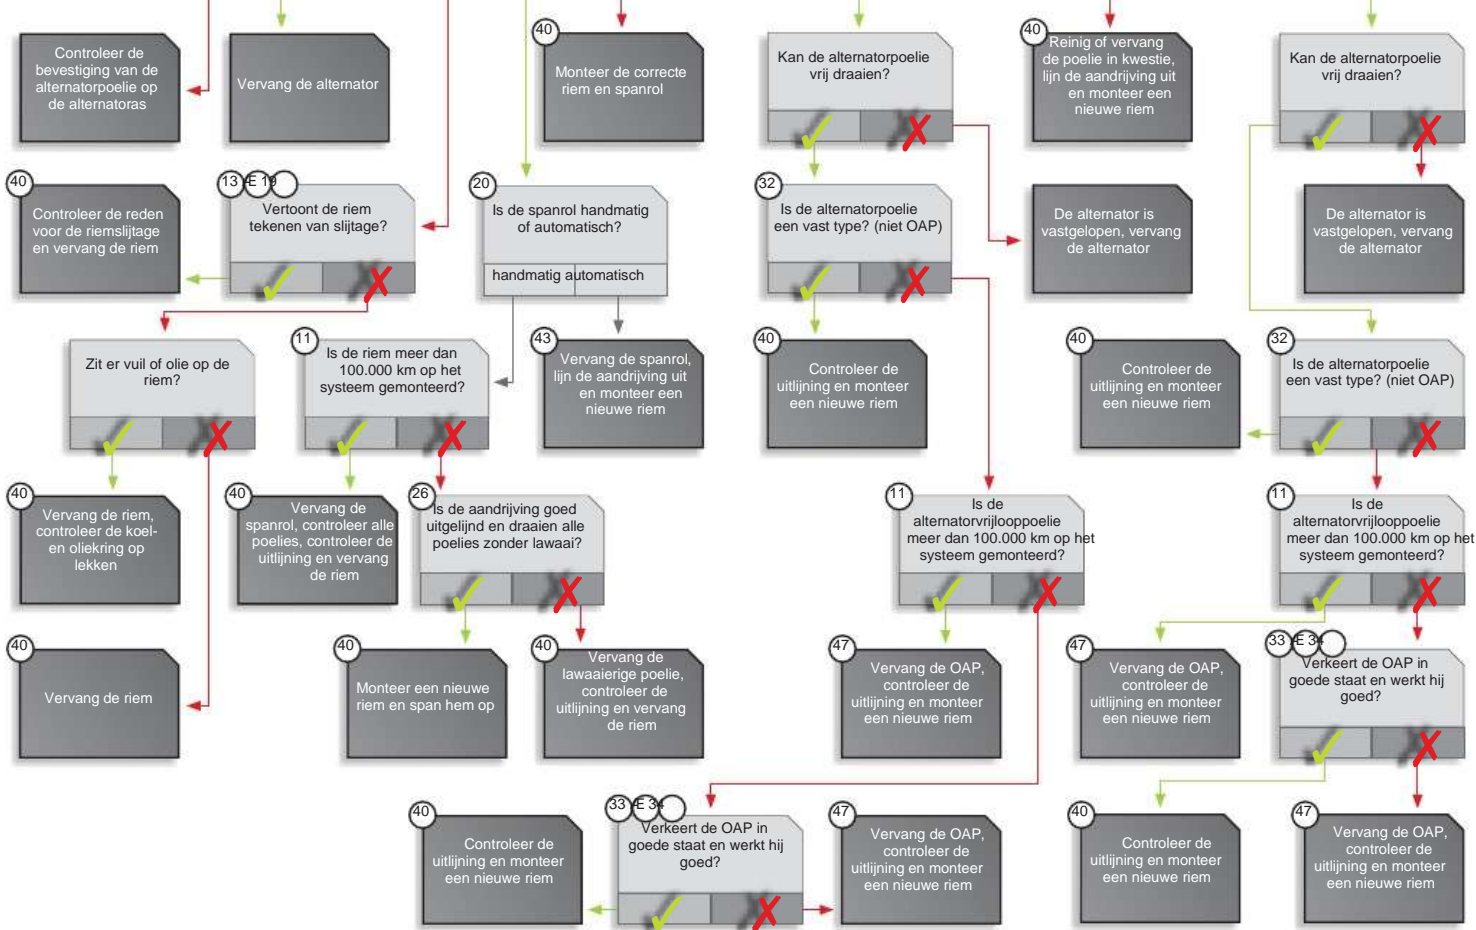 Controleer de
bevestiging van de
alternatorpoelie op
de alternatoras
Vervang de alternator
40
Monteer de correcte
riem en spanrol
Kan de alternatorpoelie
vrij draaien?
40
Reinig of vervang
de poelie in kwestie,
lijn de aandrijving uit
en monteer een
nieuwe riem
Kan de alternatorpoelie
vrij draaien?
40
Controleer de reden
voor de riemslijtage
en vervang de riem
13 Æ 19
Vertoont de riem
tekenen van slijtage?
20
Is de spanrol handmatig
of automatisch?
handmatig automatisch
32
Is de alternatorpoelie
een vast type? (niet OAP)
De alternator is
vastgelopen, vervang
de alternator
De alternator is
vastgelopen, vervang
de alternator
Zit er vuil of olie op de
riem?
11
Is de riem meer dan
100.000 km op het
systeem gemonteerd?
43
Vervang de spanrol,
lijn de aandrijving uit
en monteer een
nieuwe riem
40
Controleer de
uitlijning en monteer
een nieuwe riem
40
Controleer de
uitlijning en monteer
een nieuwe riem
32
Is de alternatorpoelie
een vast type? (niet OAP)
40
Vervang de riem,
controleer de koel-
en oliekring op
lekken
40
Vervang de
spanrol, controleer alle
poelies, controleer de
uitlijning en vervang
de riem
26
Is de aandrijving goed
uitgelijnd en draaien alle
poelies zonder lawaai?
11
Is de
alternatorvrijlooppoelie
meer dan 100.000 km op het
systeem gemonteerd?
11
Is de
alternatorvrijlooppoelie
meer dan 100.000 km op het
systeem gemonteerd?
40
Vervang de riem
40
Monteer een nieuwe
riem en span hem op
40
Vervang de
lawaaierige poelie,
controleer de
uitlijning en vervang
de riem
47
Vervang de OAP,
controleer de
uitlijning en monteer
een nieuwe riem
47
Vervang de OAP,
controleer de
uitlijning en monteer
een nieuwe riem
33 Æ 34
Verkeert de OAP in
goede staat en werkt hij
goed?
40
Controleer de
uitlijning en monteer
een nieuwe riem
33 Æ 34
Verkeert de OAP in
goede staat en werkt hij
goed?
47
Vervang de OAP,
controleer de
uitlijning en monteer
een nieuwe riem
40
Controleer de
uitlijning en monteer
een nieuwe riem
47
Vervang de OAP,
controleer de
uitlijning en monteer
een nieuwe riem